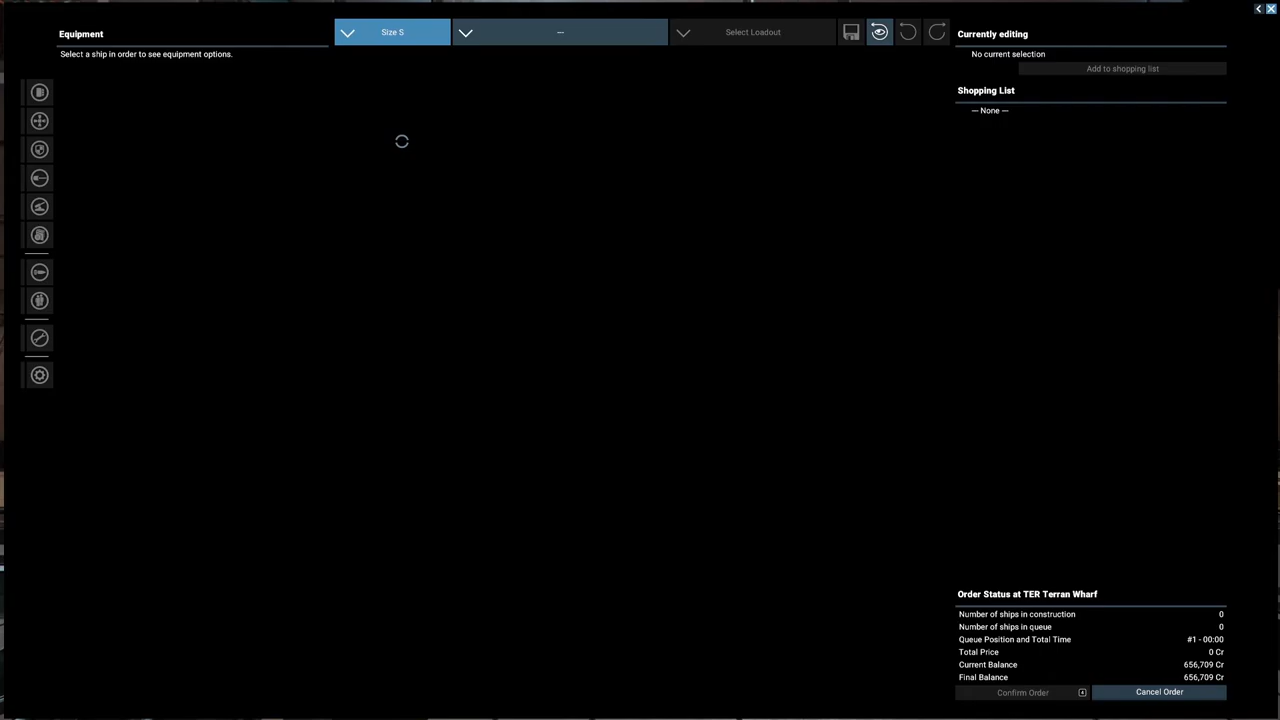 Equipment
Select a ship in order to see equipment options.
Size S
---
Select Loadout
Currently editing
No current selection
Add to shopping list
Shopping List
--- None ---
Order Status at TER Terran Wharf
Number of ships in construction 0
Number of ships in queue 0
Queue Position and Total Time #1 - 00:00
Total Price 0 Cr
Current Balance 656,709 Cr
Final Balance 656,709 Cr
Confirm Order
Cancel Order